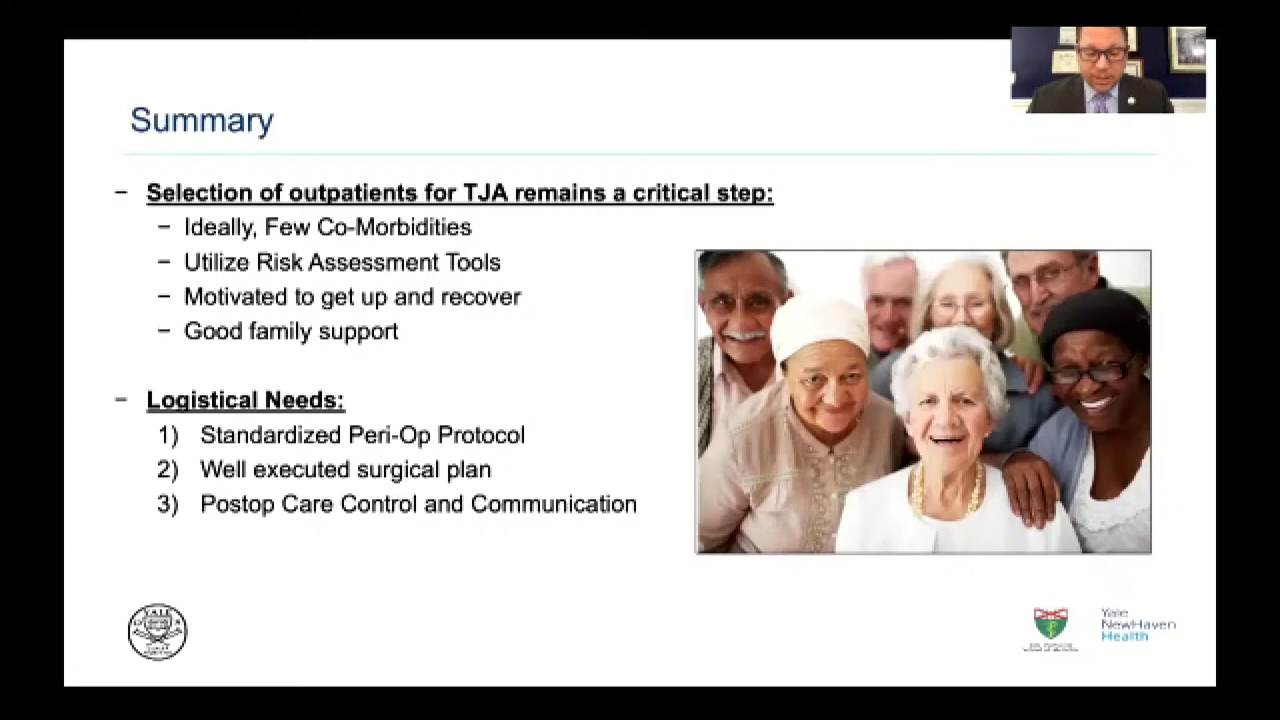 Summary
– Selection of outpatients for TJA remains a critical step:
– Ideally, Few Co-Morbidities
– Utilize Risk Assessment Tools
– Motivated to get up and recover
– Good family support
– Logistical Needs:
1) Standardized Peri-Op Protocol
2) Well executed surgical plan
3) Postop Care Control and Communication
YALE
Yale
NewHaven
Health